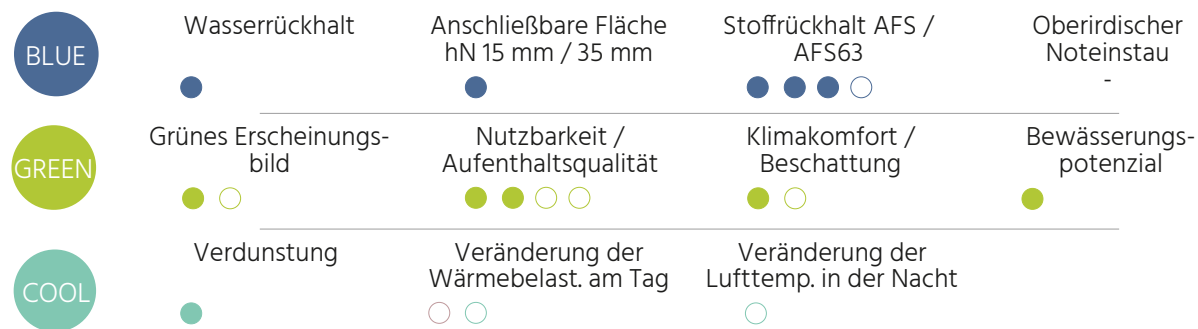 BLUE
Wasserrückhalt
Anschließbare Fläche
hN 15 mm / 35 mm
Stoffrückhalt AFS /
AFS63
Oberirdischer
Noteinstau
-
GREEN
Grünes Erscheinungs-
bild
Nutzbarkeit /
Aufenthaltsqualität
Klimakomfort /
Beschattung
Bewässerungs-
potenzial
COOL
Verdunstung
Veränderung der
Wärmebelast. am Tag
Veränderung der
Lufttemp. in der Nacht